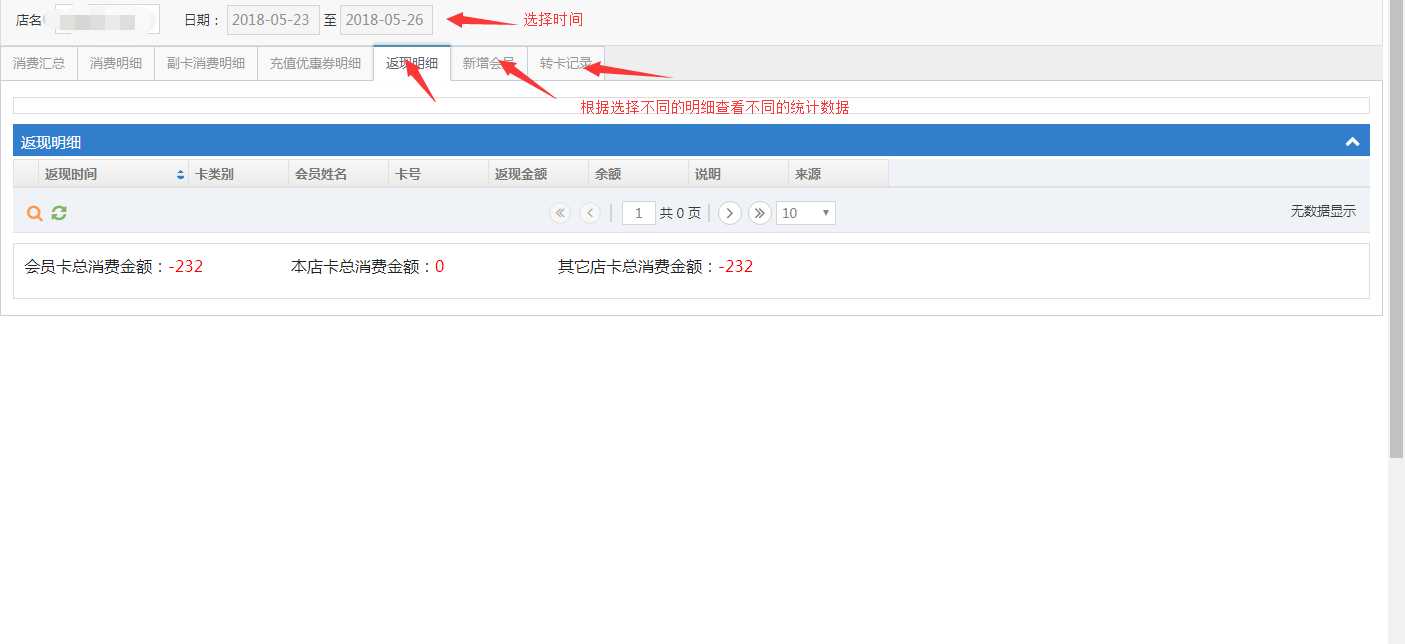 店名 日期： 2018-05-23 至 2018-05-26 选择时间
消费汇总 消费明细 副卡消费明细 充值优惠券明细 返现明细 新增会员 转卡记录
根据选择不同的明细查看不同的统计数据
返现明细
返现时间 卡类别 会员姓名 卡号 返现金额 余额 说明 来源
1 共 0 页 10 无数据显示
会员卡总消费金额：-232 本店卡总消费金额：0 其它店卡总消费金额：-232